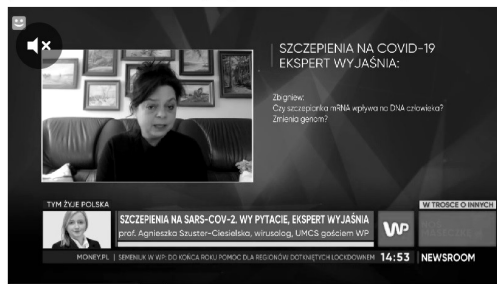 SZCZEPIENIA NA COVID-19
EKSPERT WYJAŚNIA:
Zbigniew:
Czy szczepianka mRNA wpływa na DNA człowieka?
Zmienia genom?
TYM ŻYJE POLSKA
W TROSCE O INNYCH
SZCZEPIENIA NA SARS-COV-2. WY PYTACIE, EKSPERT WYJAŚNIA
prof. Agnieszka Szuster-Ciesielska, wirusolog, UMCS gościem WP
WP
MONEY.PL | SEMENIUK W WP: DO KOŃCA ROKU POMOC DLA REGIONÓW DOTKNIĘTYCH LOCKDOWNEM
14:53 NEWSROOM